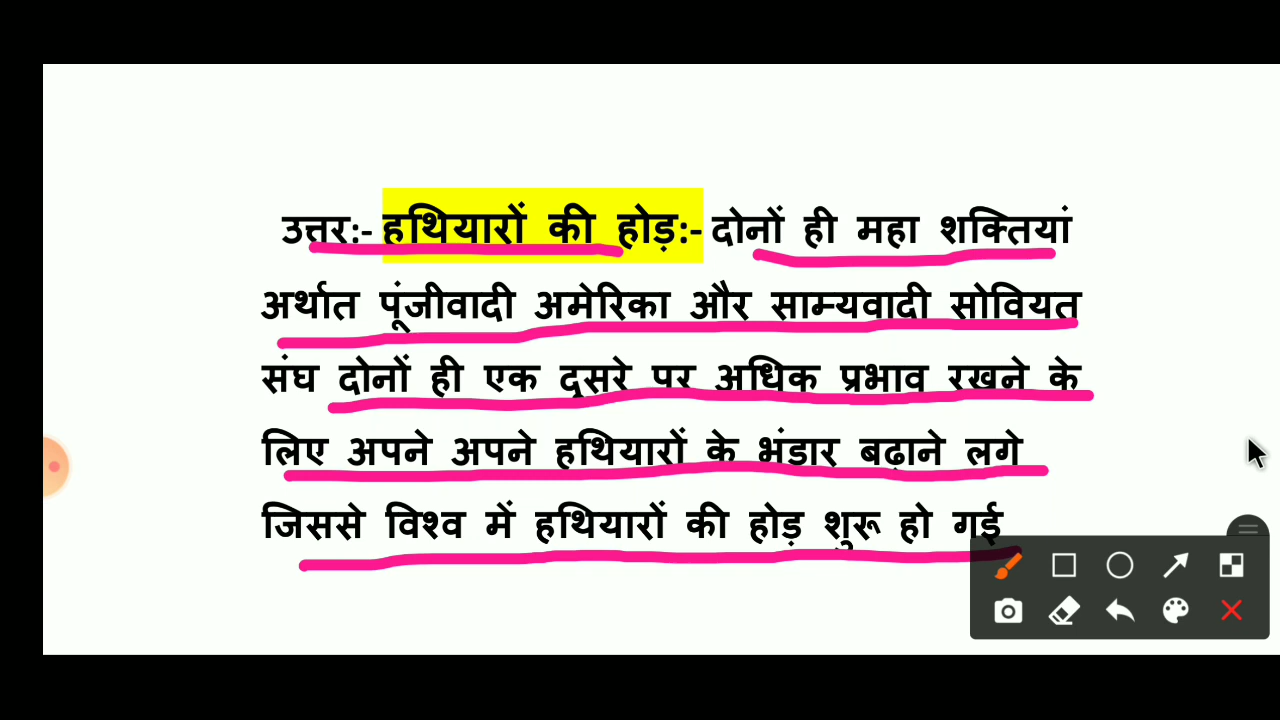 उत्तर:- हथियारों की होड़:- दोनों ही महा शक्तियां
अर्थात पूंजीवादी अमेरिका और साम्यवादी सोवियत
संघ दोनों ही एक दूसरे पर अधिक प्रभाव रखने के
लिए अपने अपने हथियारों के भंडार बढ़ाने लगे
जिससे विश्व में हथियारों की होड़ शुरू हो गई